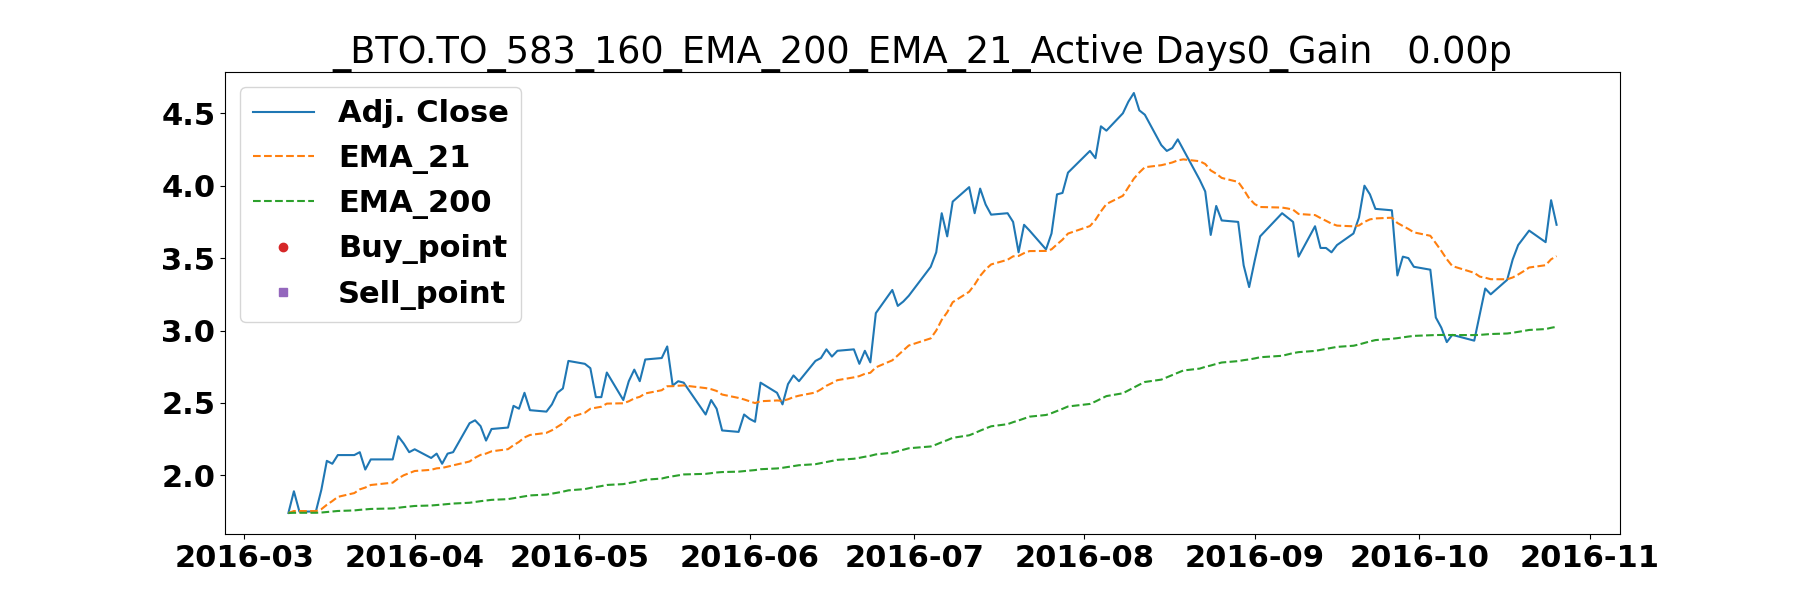 _BTO.TO_583_160_EMA_200_EMA_21_Active Days0_Gain   0.00p
Adj. Close
EMA_21
EMA_200
Buy_point
Sell_point
4.5
4.0
3.5
3.0
2.5
2.0
2016-03 2016-04 2016-05 2016-06 2016-07 2016-08 2016-09 2016-10 2016-11